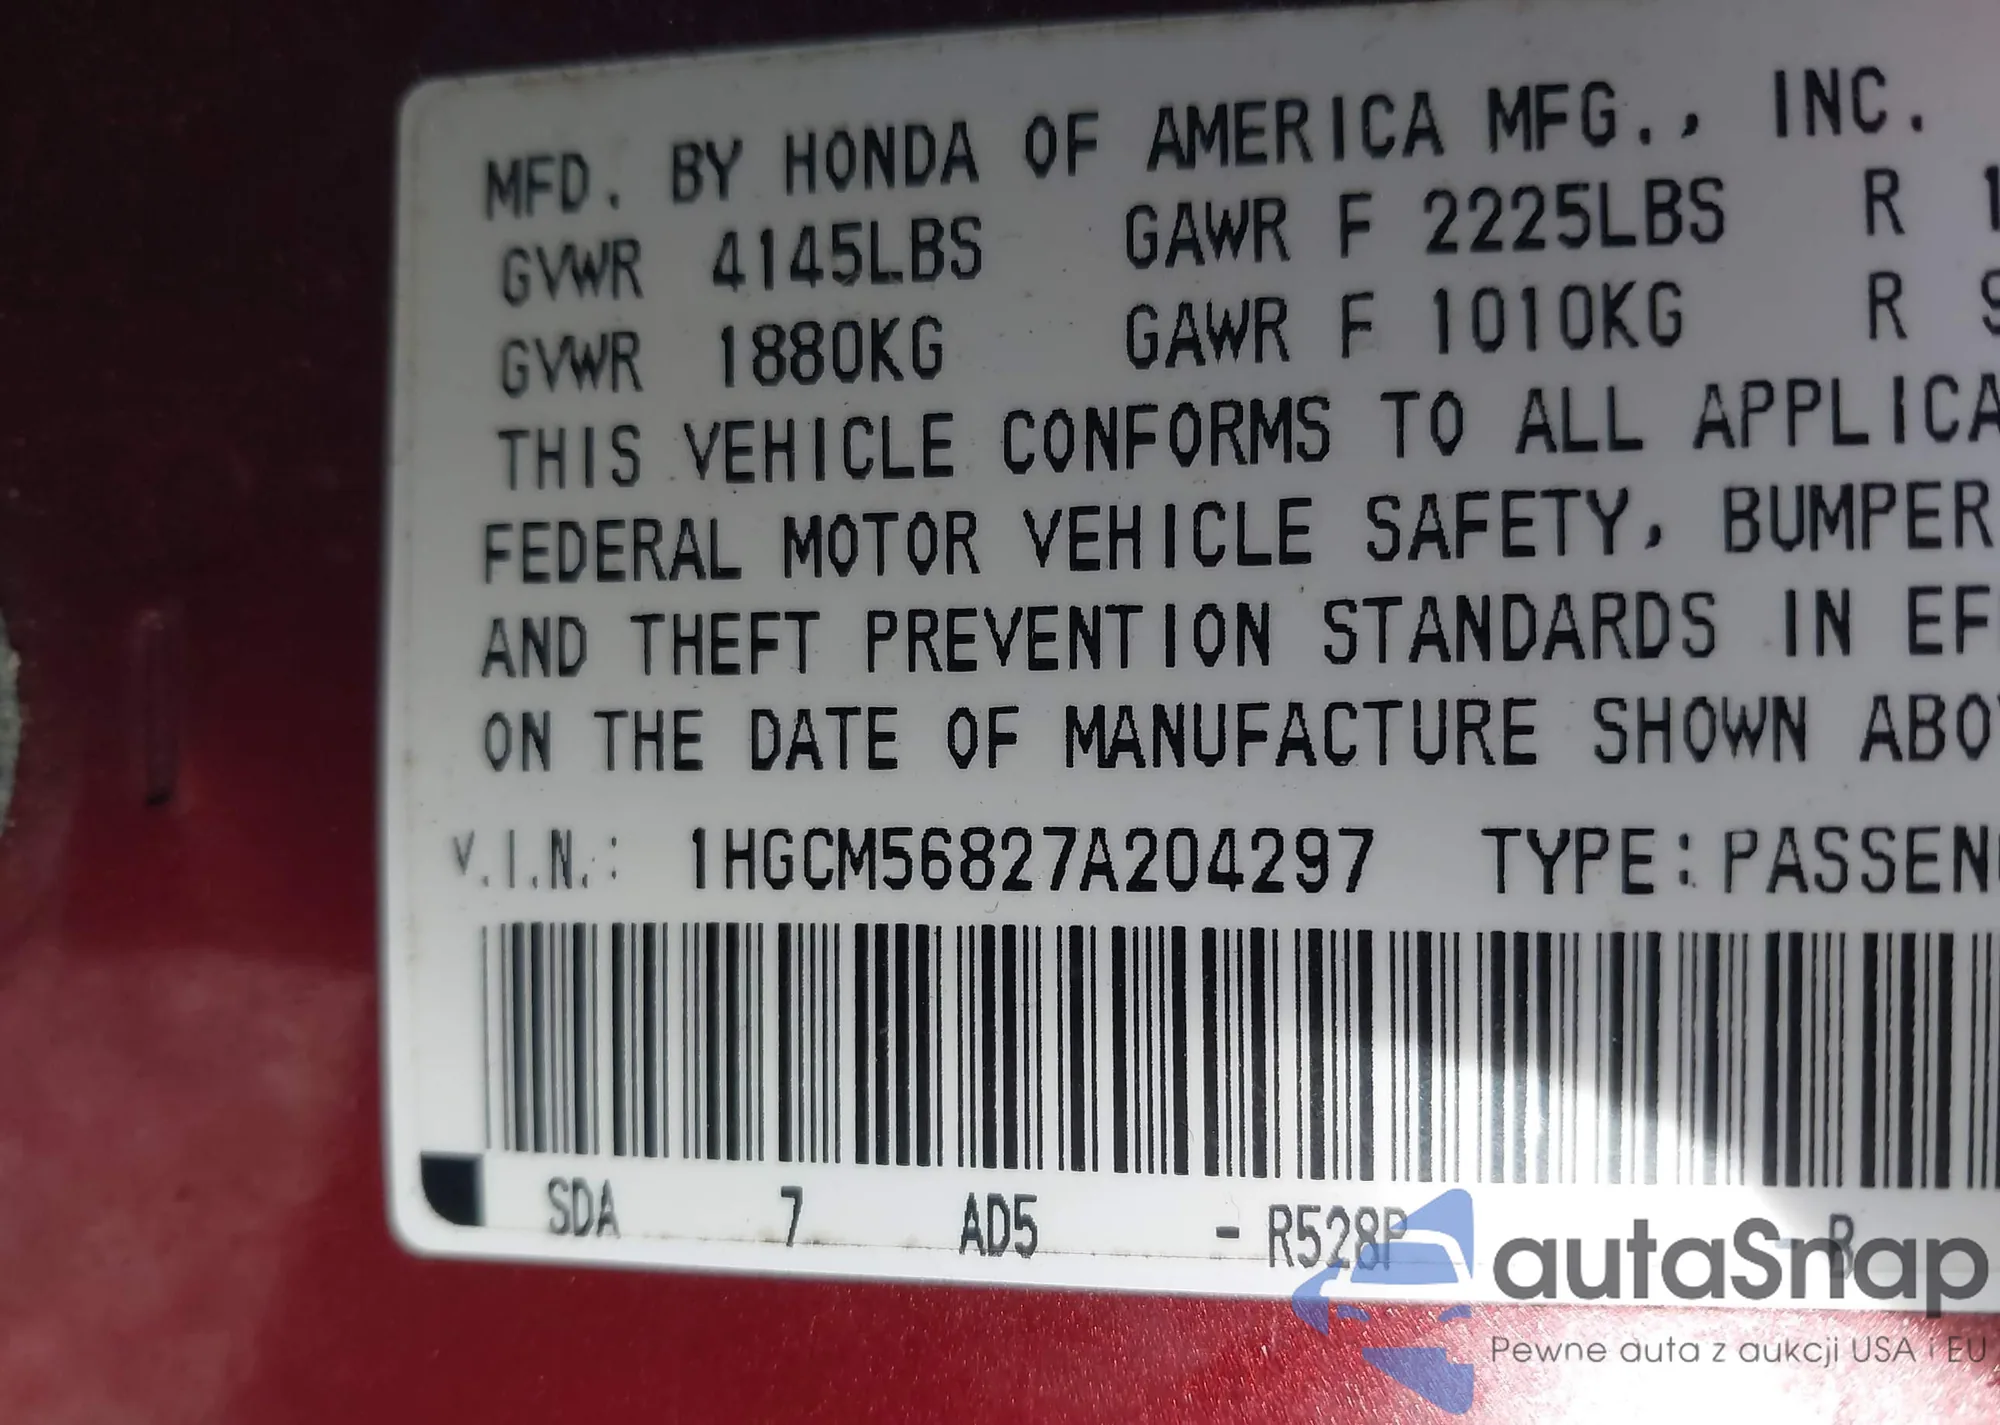 MFD. BY HONDA OF AMERICA MFG., INC.
GVWR 4145LBS GAWR F 2225LBS R 1
GVWR 1880KG GAWR F 1010KG R 9
THIS VEHICLE CONFORMS TO ALL APPLICA
FEDERAL MOTOR VEHICLE SAFETY, BUMPER
AND THEFT PREVENTION STANDARDS IN EF
ON THE DATE OF MANUFACTURE SHOWN ABO
V.I.N.: 1HGCM56827A204297 TYPE:PASSEN
SDA 7 AD5 - R528P - B
autaSnap
Pewne auta z aukcji USA i EU